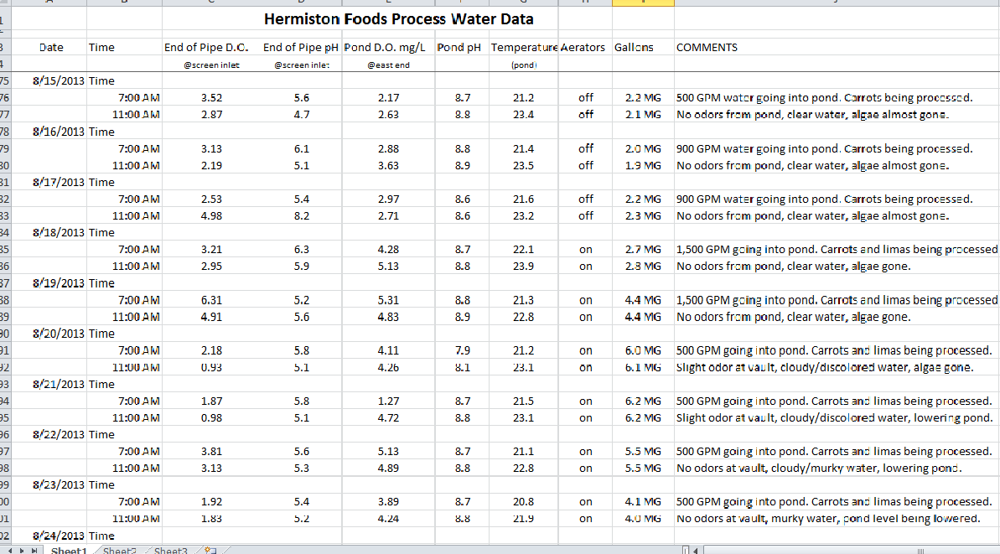 Hermiston Foods Process Water Data
Date Time End of Pipe D.O. End of Pipe pH Pond D.O. mg/L Pond pH Temperature Aerators Gallons COMMENTS
@screen inlet @screen inlet @east end (pond)
8/15/2013 Time
7:00 AM 3.52 5.6 2.17 8.7 21.2 off 2.2 MG 500 GPM water going into pond. Carrots being processed.
11:00 AM 2.87 4.7 2.63 8.8 23.4 off 2.1 MG No odors from pond, clear water, algae almost gone.
8/16/2013 Time
7:00 AM 3.13 6.1 2.88 8.8 21.4 off 2.0 MG 900 GPM water going into pond. Carrots being processed.
11:00 AM 2.19 5.1 3.63 8.9 23.5 off 1.9 MG No odors from pond, clear water, algae almost gone.
8/17/2013 Time
7:00 AM 2.53 5.4 2.97 8.6 21.6 off 2.2 MG 900 GPM water going into pond. Carrots being processed.
11:00 AM 4.98 8.2 2.71 8.6 23.2 off 2.3 MG No odors from pond, clear water, algae almost gone.
8/18/2013 Time
7:00 AM 3.21 6.3 4.28 8.7 22.1 on 2.7 MG 1,500 GPM going into pond. Carrots and limas being processed
11:00 AM 2.95 5.9 5.13 8.8 23.9 on 2.8 MG No odors from pond, clear water, algae gone.
8/19/2013 Time
7:00 AM 6.31 5.2 5.31 8.8 21.3 on 4.4 MG 1,500 GPM going into pond. Carrots and limas being processed
11:00 AM 4.91 5.6 4.83 8.9 22.8 on 4.4 MG No odors from pond, clear water, algae gone.
8/20/2013 Time
7:00 AM 2.18 5.8 4.11 7.9 21.2 on 6.0 MG 500 GPM going into pond. Carrots and limas being processed.
11:00 AM 0.93 5.1 4.26 8.1 23.1 on 6.1 MG Slight odor at vault, cloudy/discolored water, algae gone.
8/21/2013 Time
7:00 AM 1.87 5.8 1.27 8.7 21.5 on 6.2 MG 500 GPM going into pond. Carrots and limas being processed.
11:00 AM 0.98 5.1 4.72 8.8 23.1 on 6.2 MG Slight odor at vault, cloudy/discolored water, lowering pond.
8/22/2013 Time
7:00 AM 3.81 5.6 5.13 8.7 21.1 on 5.5 MG 500 GPM going into pond. Carrots and limas being processed.
11:00 AM 3.13 5.3 4.89 8.8 22.8 on 5.5 MG No odors at vault, cloudy/murky water, lowering pond.
8/23/2013 Time
7:00 AM 1.92 5.4 3.89 8.7 20.8 on 4.1 MG 500 GPM going into pond. Carrots and limas being processed.
11:00 AM 1.83 5.2 4.24 8.8 21.9 on 4.0 MG No odors at vault, murky water, pond level being lowered.
8/24/2013 Time
Sheet1 Sheet2 Sheet3